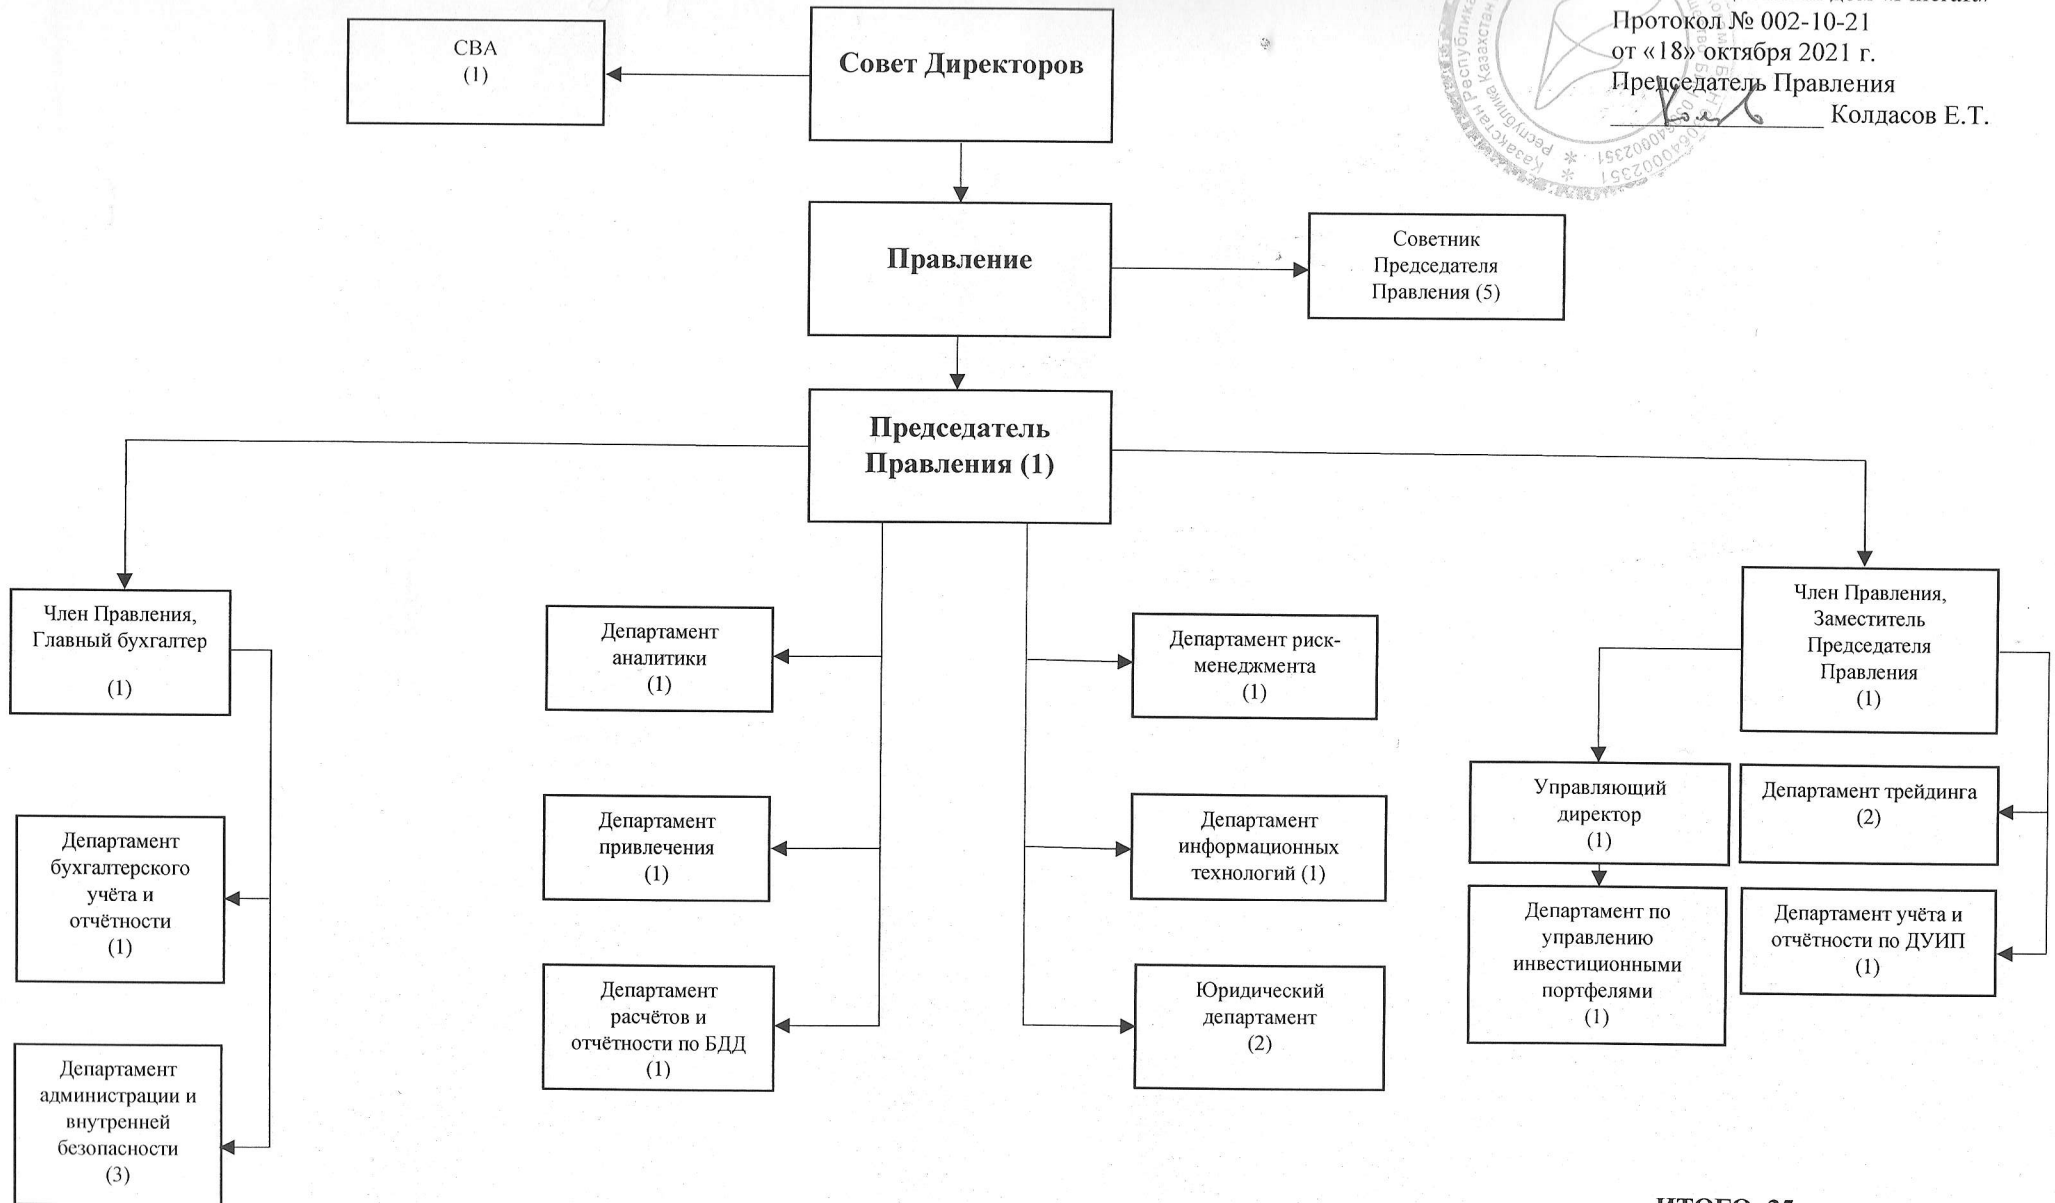 СВА
(1)
Совет Директоров
Протокол № 002-10-21
от «18» октября 2021 г.
Председатель Правления
Колдасов Е.Т.
Қазақстан Республика
Республика Казахстан
Правление
Советник
Председателя
Правления (5)
Председатель
Правления (1)
Член Правления,
Главный бухгалтер
(1)
Департамент
бухгалтерского
учёта и
отчётности
(1)
Департамент
администрации и
внутренней
безопасности
(3)
Департамент
аналитики
(1)
Департамент
привлечения
(1)
Департамент
расчётов и
отчётности по БДД
(1)
Департамент риск-
менеджмента
(1)
Департамент
информационных
технологий (1)
Юридический
департамент
(2)
Член Правления,
Заместитель
Председателя
Правления
(1)
Управляющий
директор
(1)
Департамент по
управлению
инвестиционными
портфелями
(1)
Департамент трейдинга
(2)
Департамент учёта и
отчётности по ДУИП
(1)